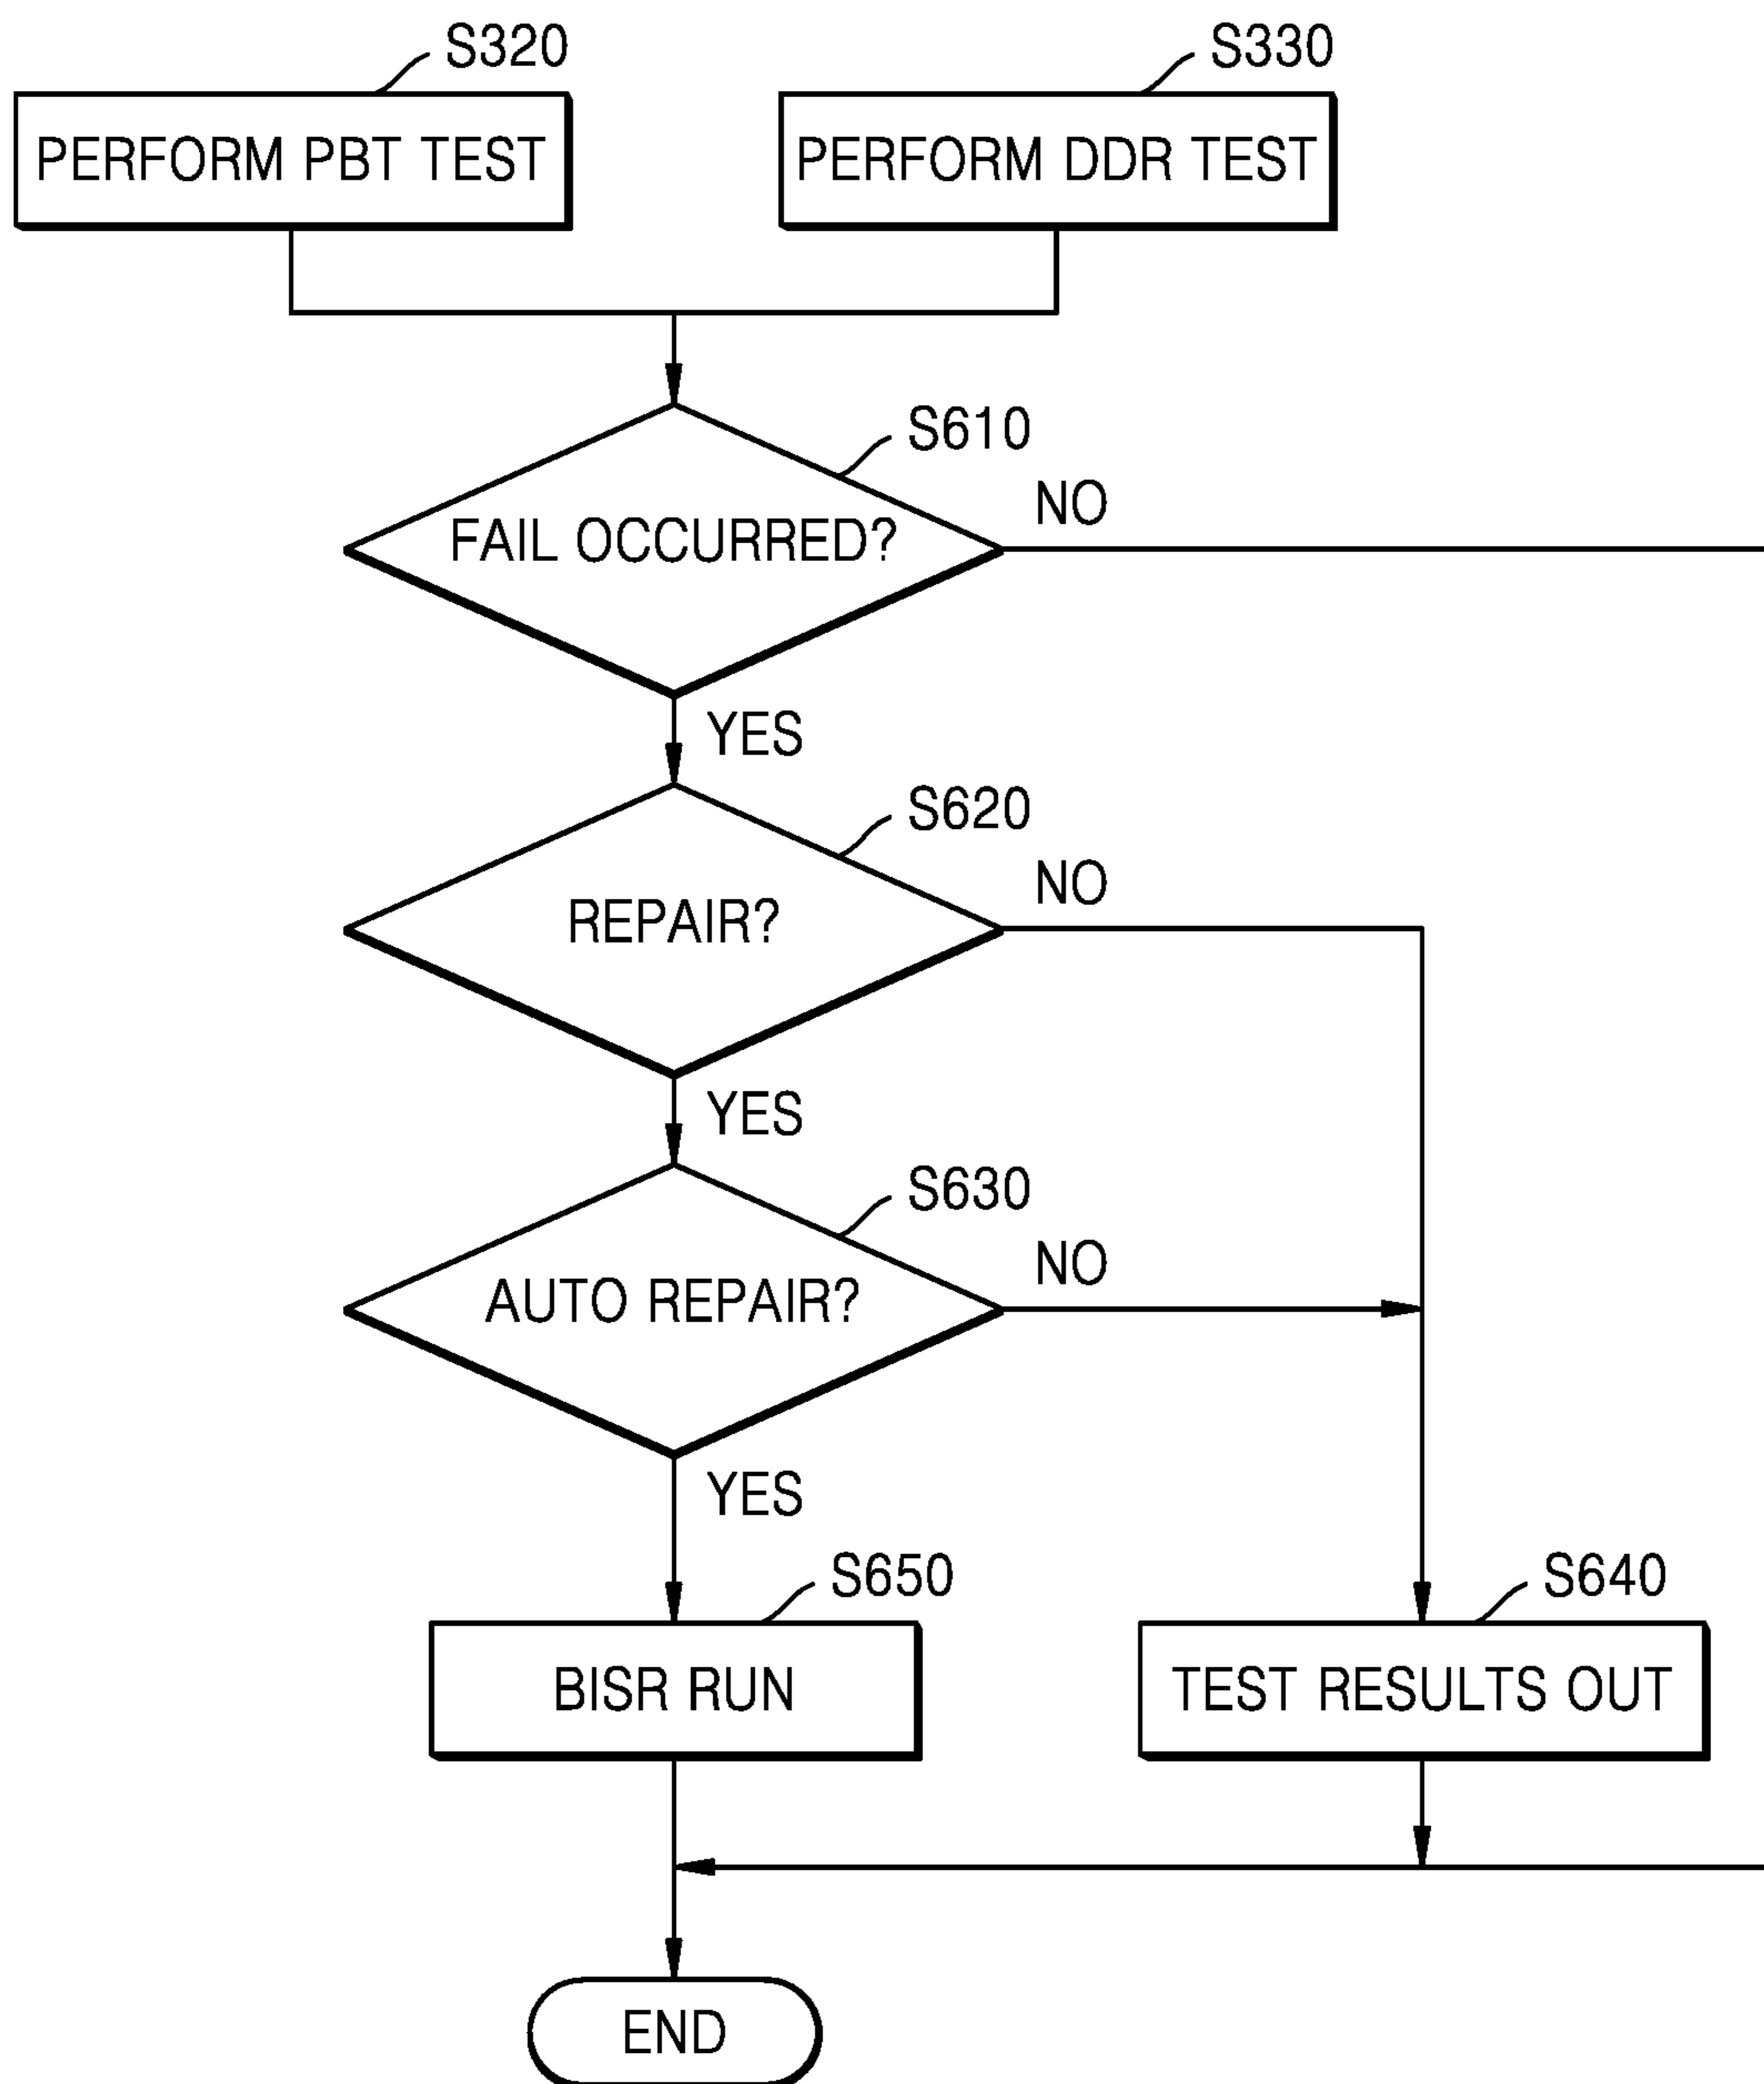 S320
S330
PERFORM PBT TEST
PERFORM DDR TEST
S610
NO
FAIL OCCURRED?
YES
S620
NO
REPAIR?
YES
S630
NO
AUTO REPAIR?
YES
S650
S640
BISR RUN
TEST RESULTS OUT
END